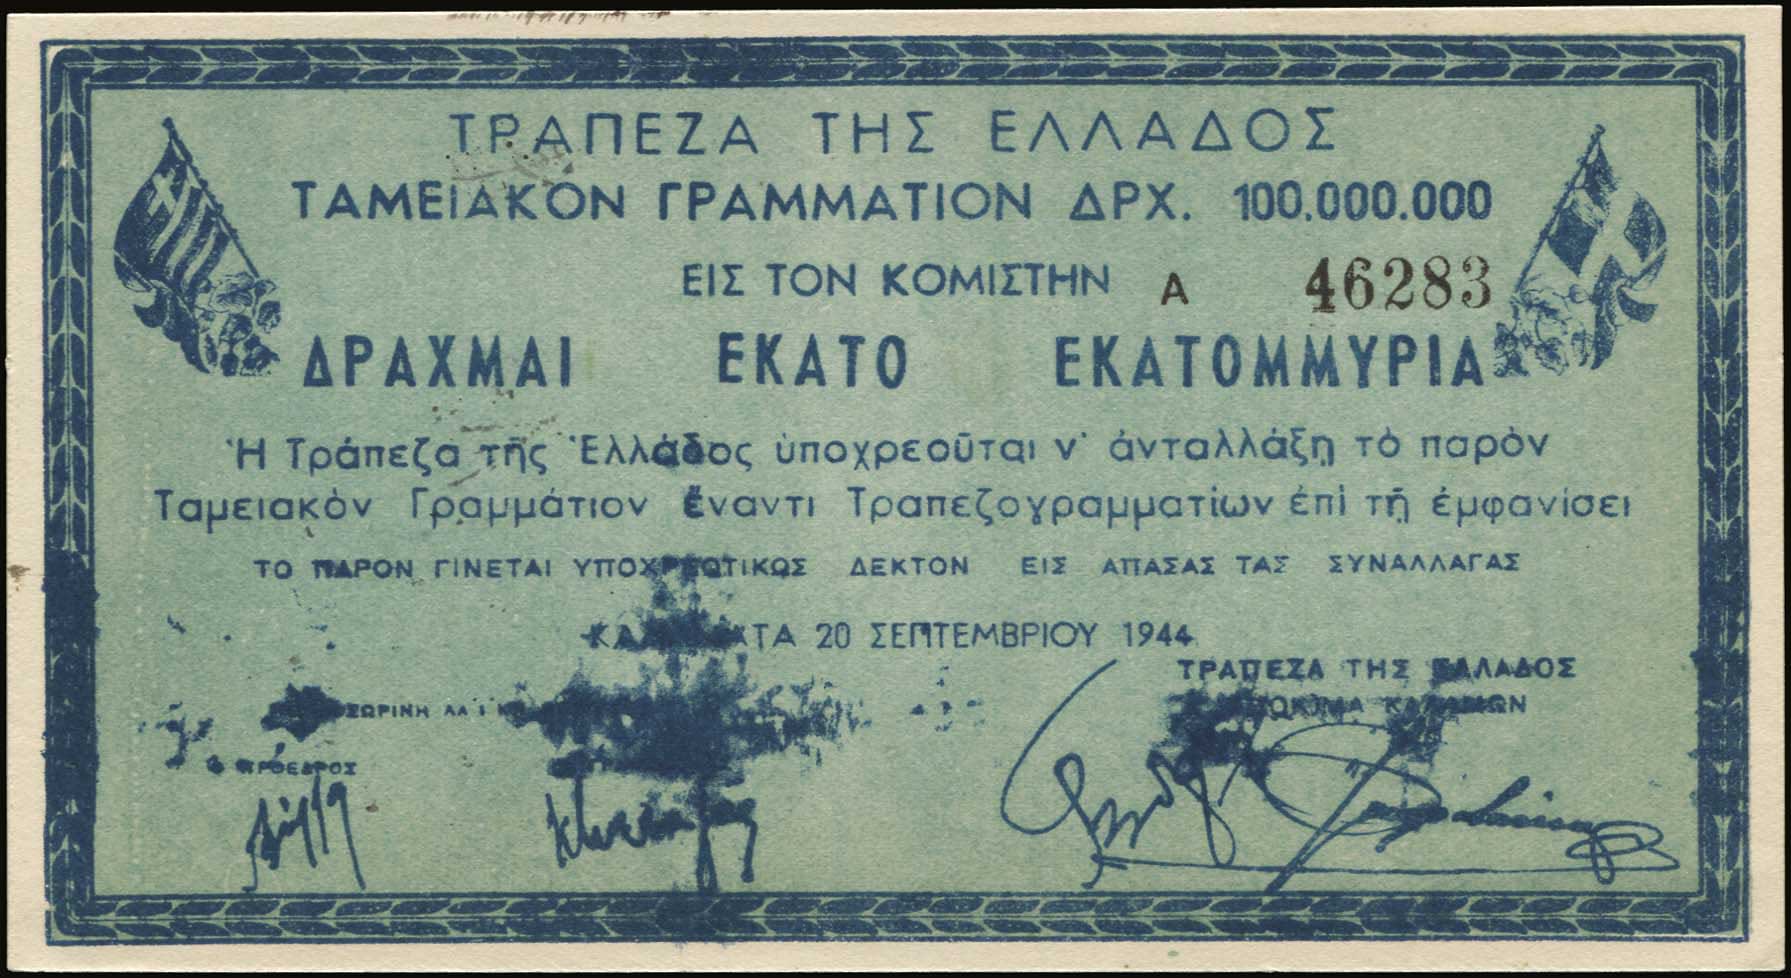 ΤΡΑΠΕΖΑ ΤΗΣ ΕΛΛΑΔΟΣ
ΤΑΜΕΙΑΚΟΝ ΓΡΑΜΜΑΤΙΟΝ ΔΡΧ. 100.000.000
ΕΙΣ ΤΟΝ ΚΟΜΙΣΤΗΝ Α 46283
ΔΡΑΧΜΑΙ ΕΚΑΤΟ ΕΚΑΤΟΜΜΥΡΙΑ
Ἡ Τράπεζα τῆς Ἑλλάδος ὑποχρεοῦται ν' ἀνταλλάξῃ τὸ παρὸν
Ταμειακὸν Γραμμάτιον ἔναντι Τραπεζογραμματίων ἐπὶ τῇ ἐμφανίσει
ΤΟ ΠΑΡΟΝ ΓΙΝΕΤΑΙ ΥΠΟΧΡΕΩΤΙΚΩΣ ΔΕΚΤΟΝ ΕΙΣ ΑΠΑΣΑΣ ΤΑΣ ΣΥΝΑΛΛΑΓΑΣ
20 ΣΕΠΤΕΜΒΡΙΟΥ 1944
ΤΡΑΠΕΖΑ ΤΗΣ ΕΛΛΑΔΟΣ
Ο ΠΡΟΕΔΡΟΣ